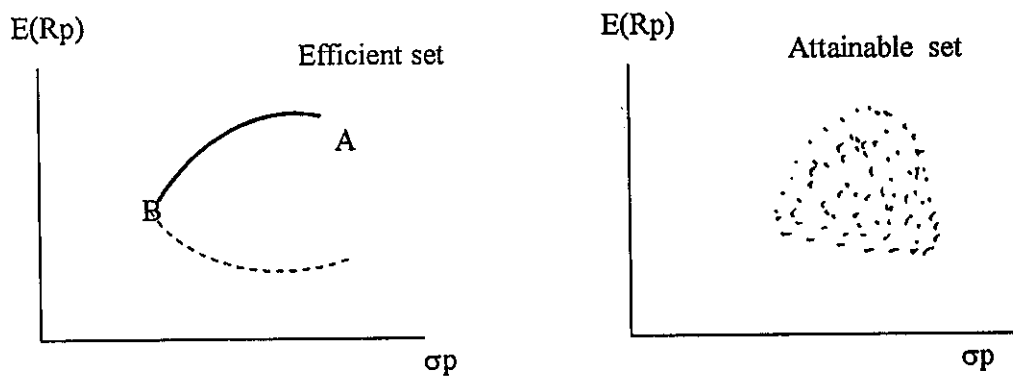 E(Rp)
Efficient set
A
B
σp
E(Rp)
Attainable set
σp